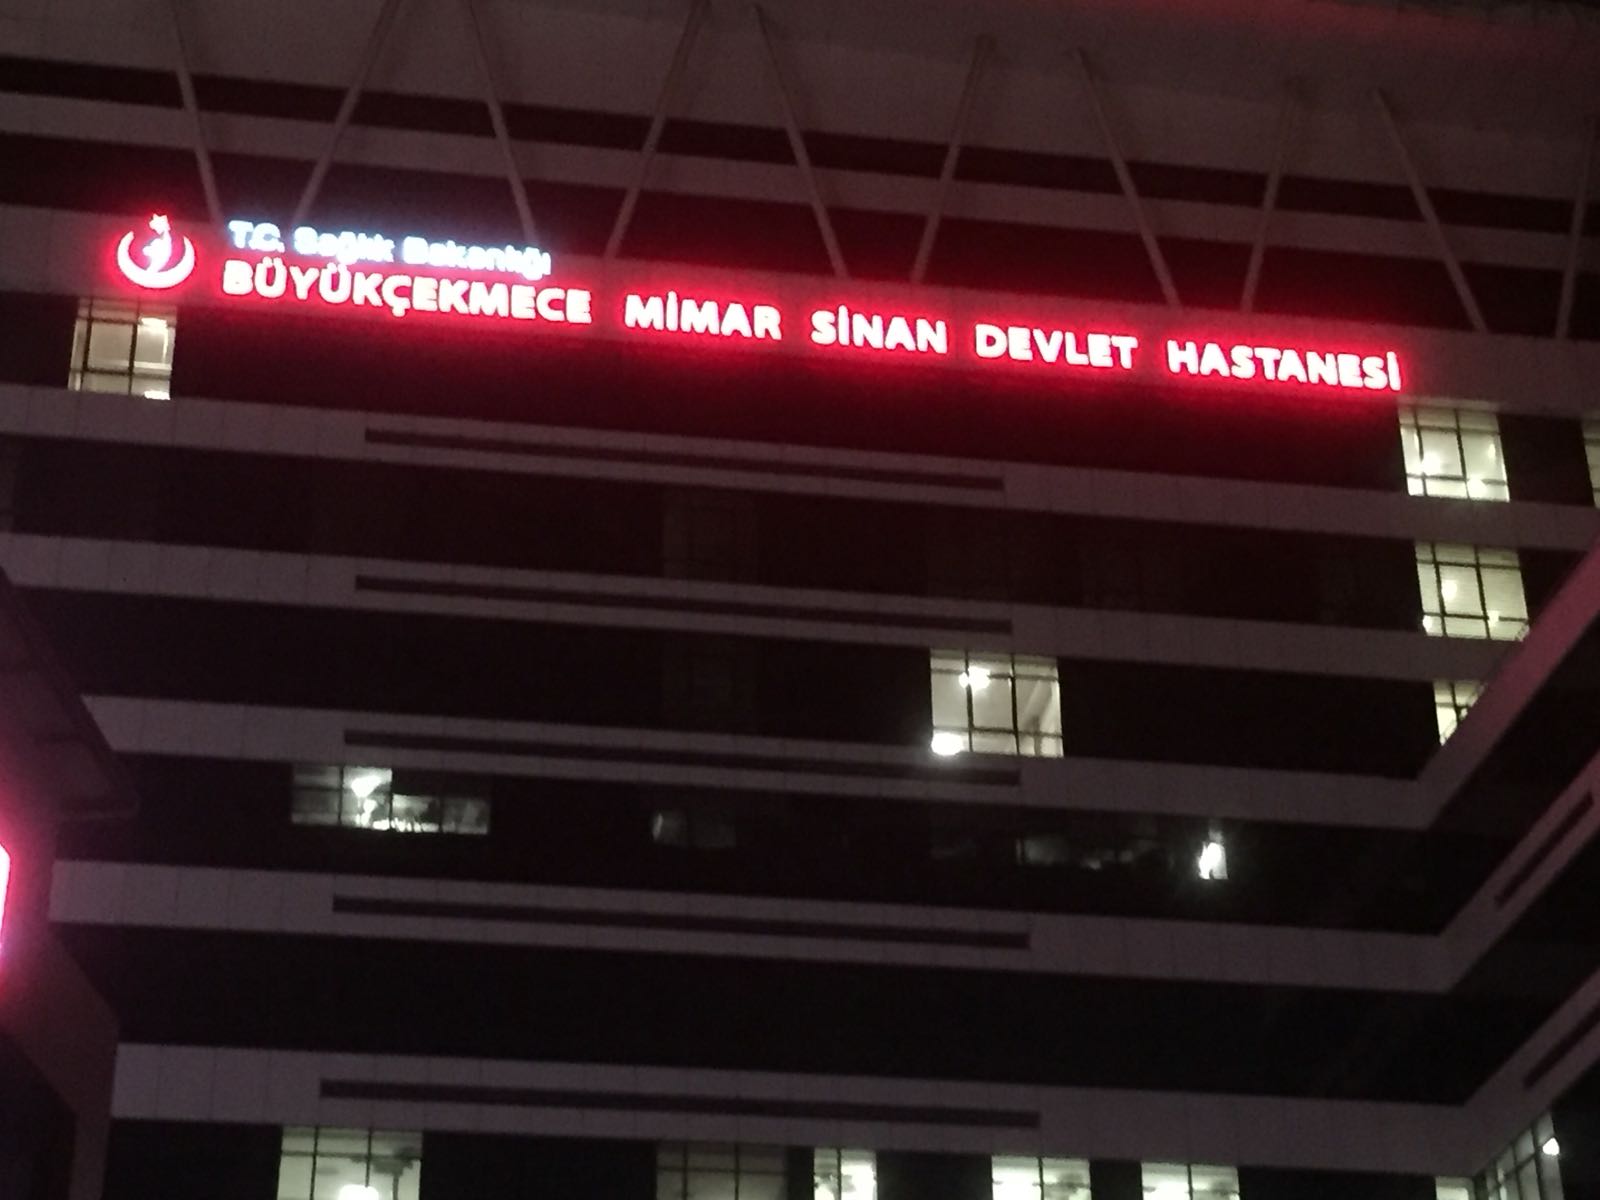 T.C. Sağlık Bakanlığı
BÜYÜKÇEKMECE MİMAR SİNAN DEVLET HASTANESİ